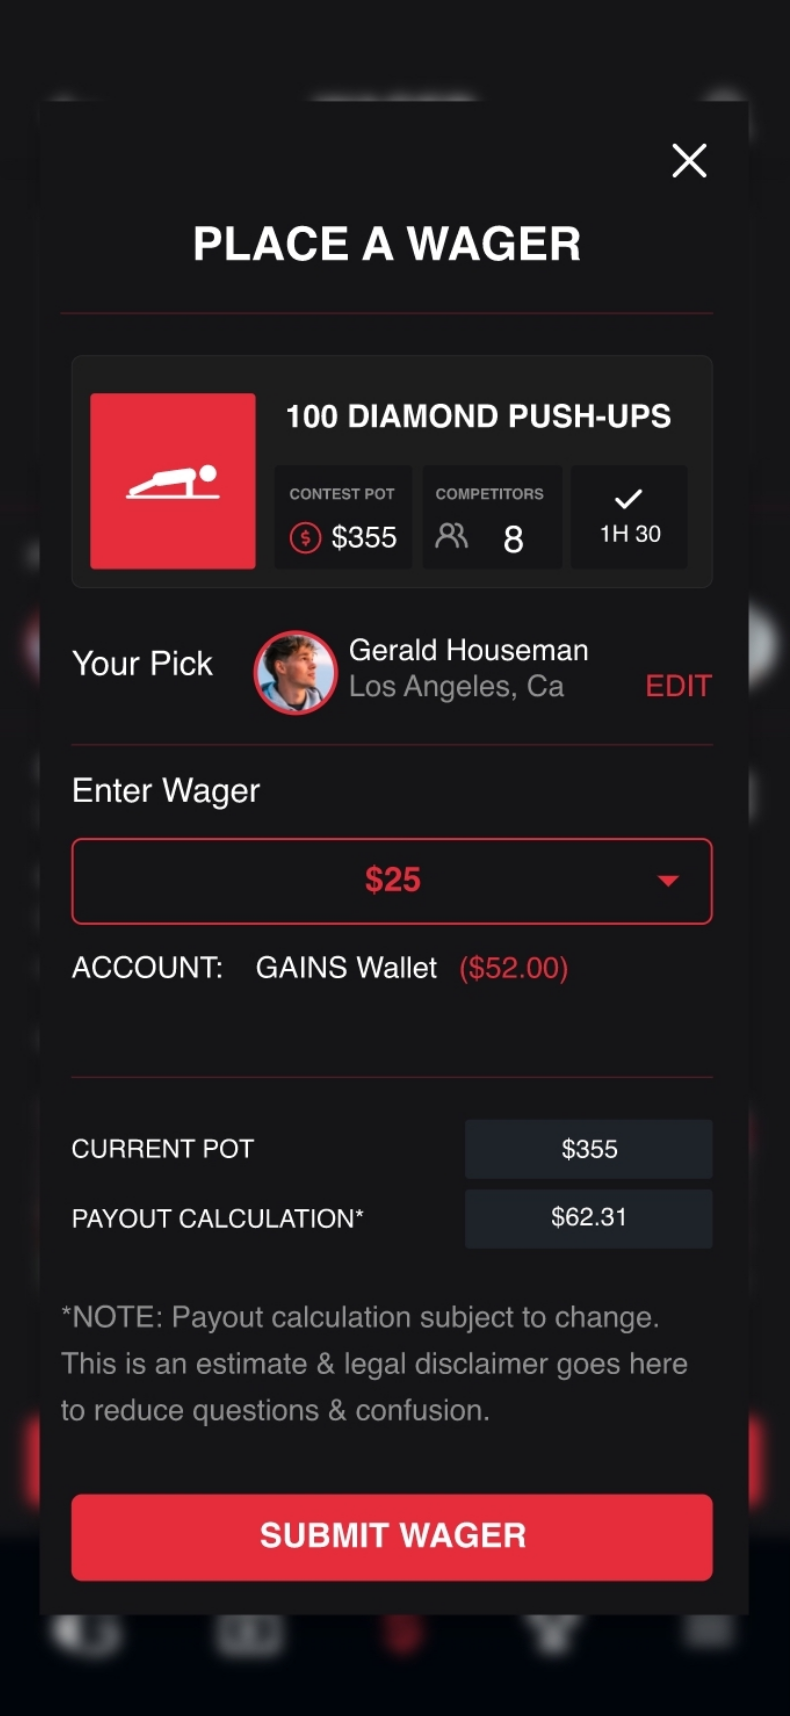 PLACE A WAGER
100 DIAMOND PUSH-UPS
CONTEST POT
$355
COMPETITORS
8
1H 30
Your Pick
Gerald Houseman
Los Angeles, Ca
EDIT
Enter Wager
$25
ACCOUNT: GAINS Wallet ($52.00)
CURRENT POT $355
PAYOUT CALCULATION* $62.31
*NOTE: Payout calculation subject to change.
This is an estimate & legal disclaimer goes here
to reduce questions & confusion.
SUBMIT WAGER